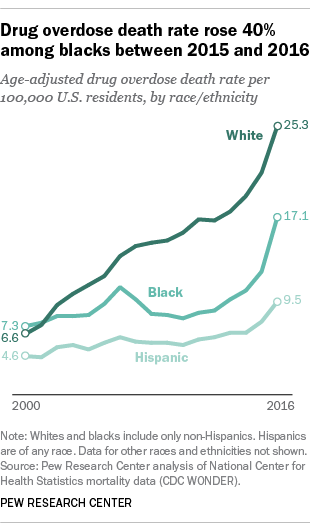 Drug overdose death rate rose 40%
among blacks between 2015 and 2016
Age-adjusted drug overdose death rate per
100,000 U.S. residents, by race/ethnicity
White
25.3
17.1
Black
7.3
6.6
9.5
4.6
Hispanic
2000
2016
Note: Whites and blacks include only non-Hispanics. Hispanics
are of any race. Data for other races and ethnicities not shown.
Source: Pew Research Center analysis of National Center for
Health Statistics mortality data (CDC WONDER).
PEW RESEARCH CENTER